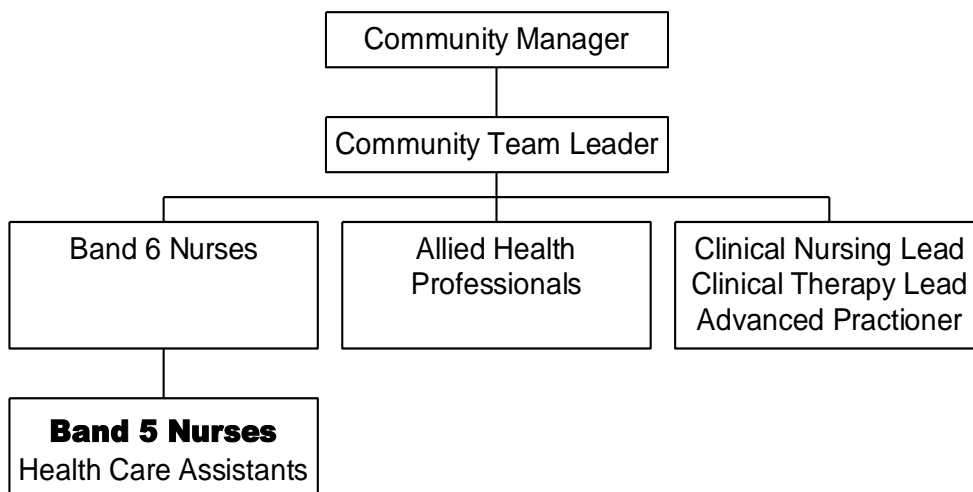 Community Manager
Community Team Leader
Band 6 Nurses
Allied Health
Professionals
Clinical Nursing Lead
Clinical Therapy Lead
Advanced Practioner
Band 5 Nurses
Health Care Assistants